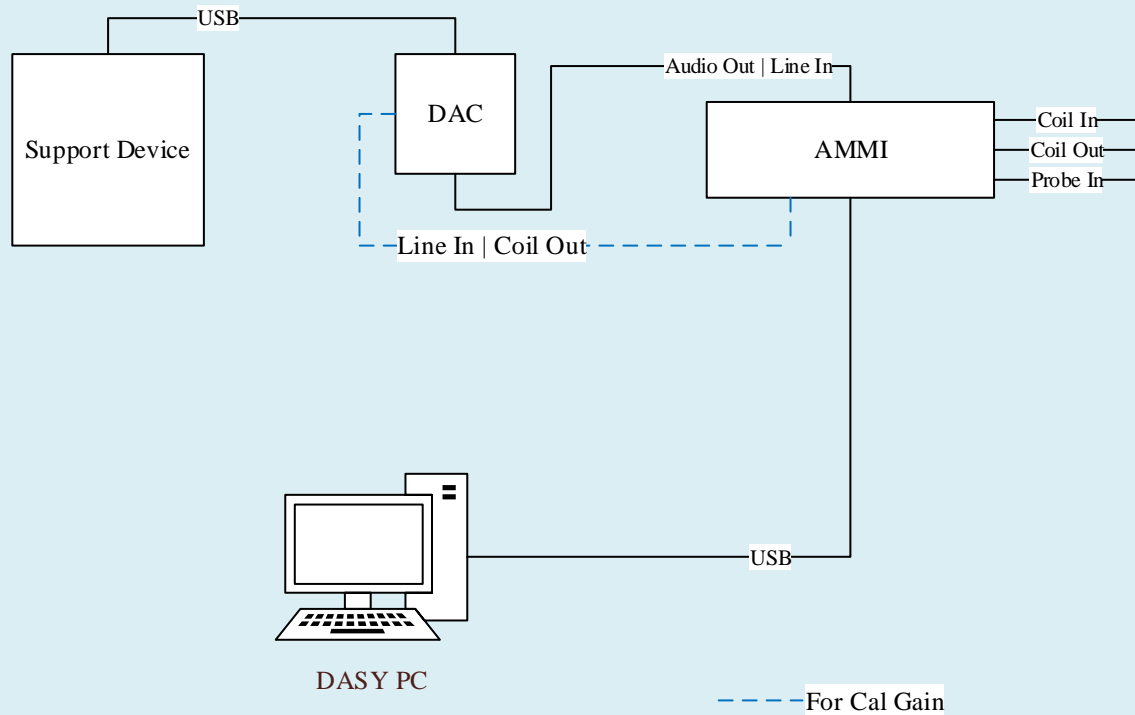 USB
Support Device
DAC
Audio Out | Line In
AMMI
Coil In
Coil Out
Probe In
Line In | Coil Out
USB
DASY PC
For Cal Gain